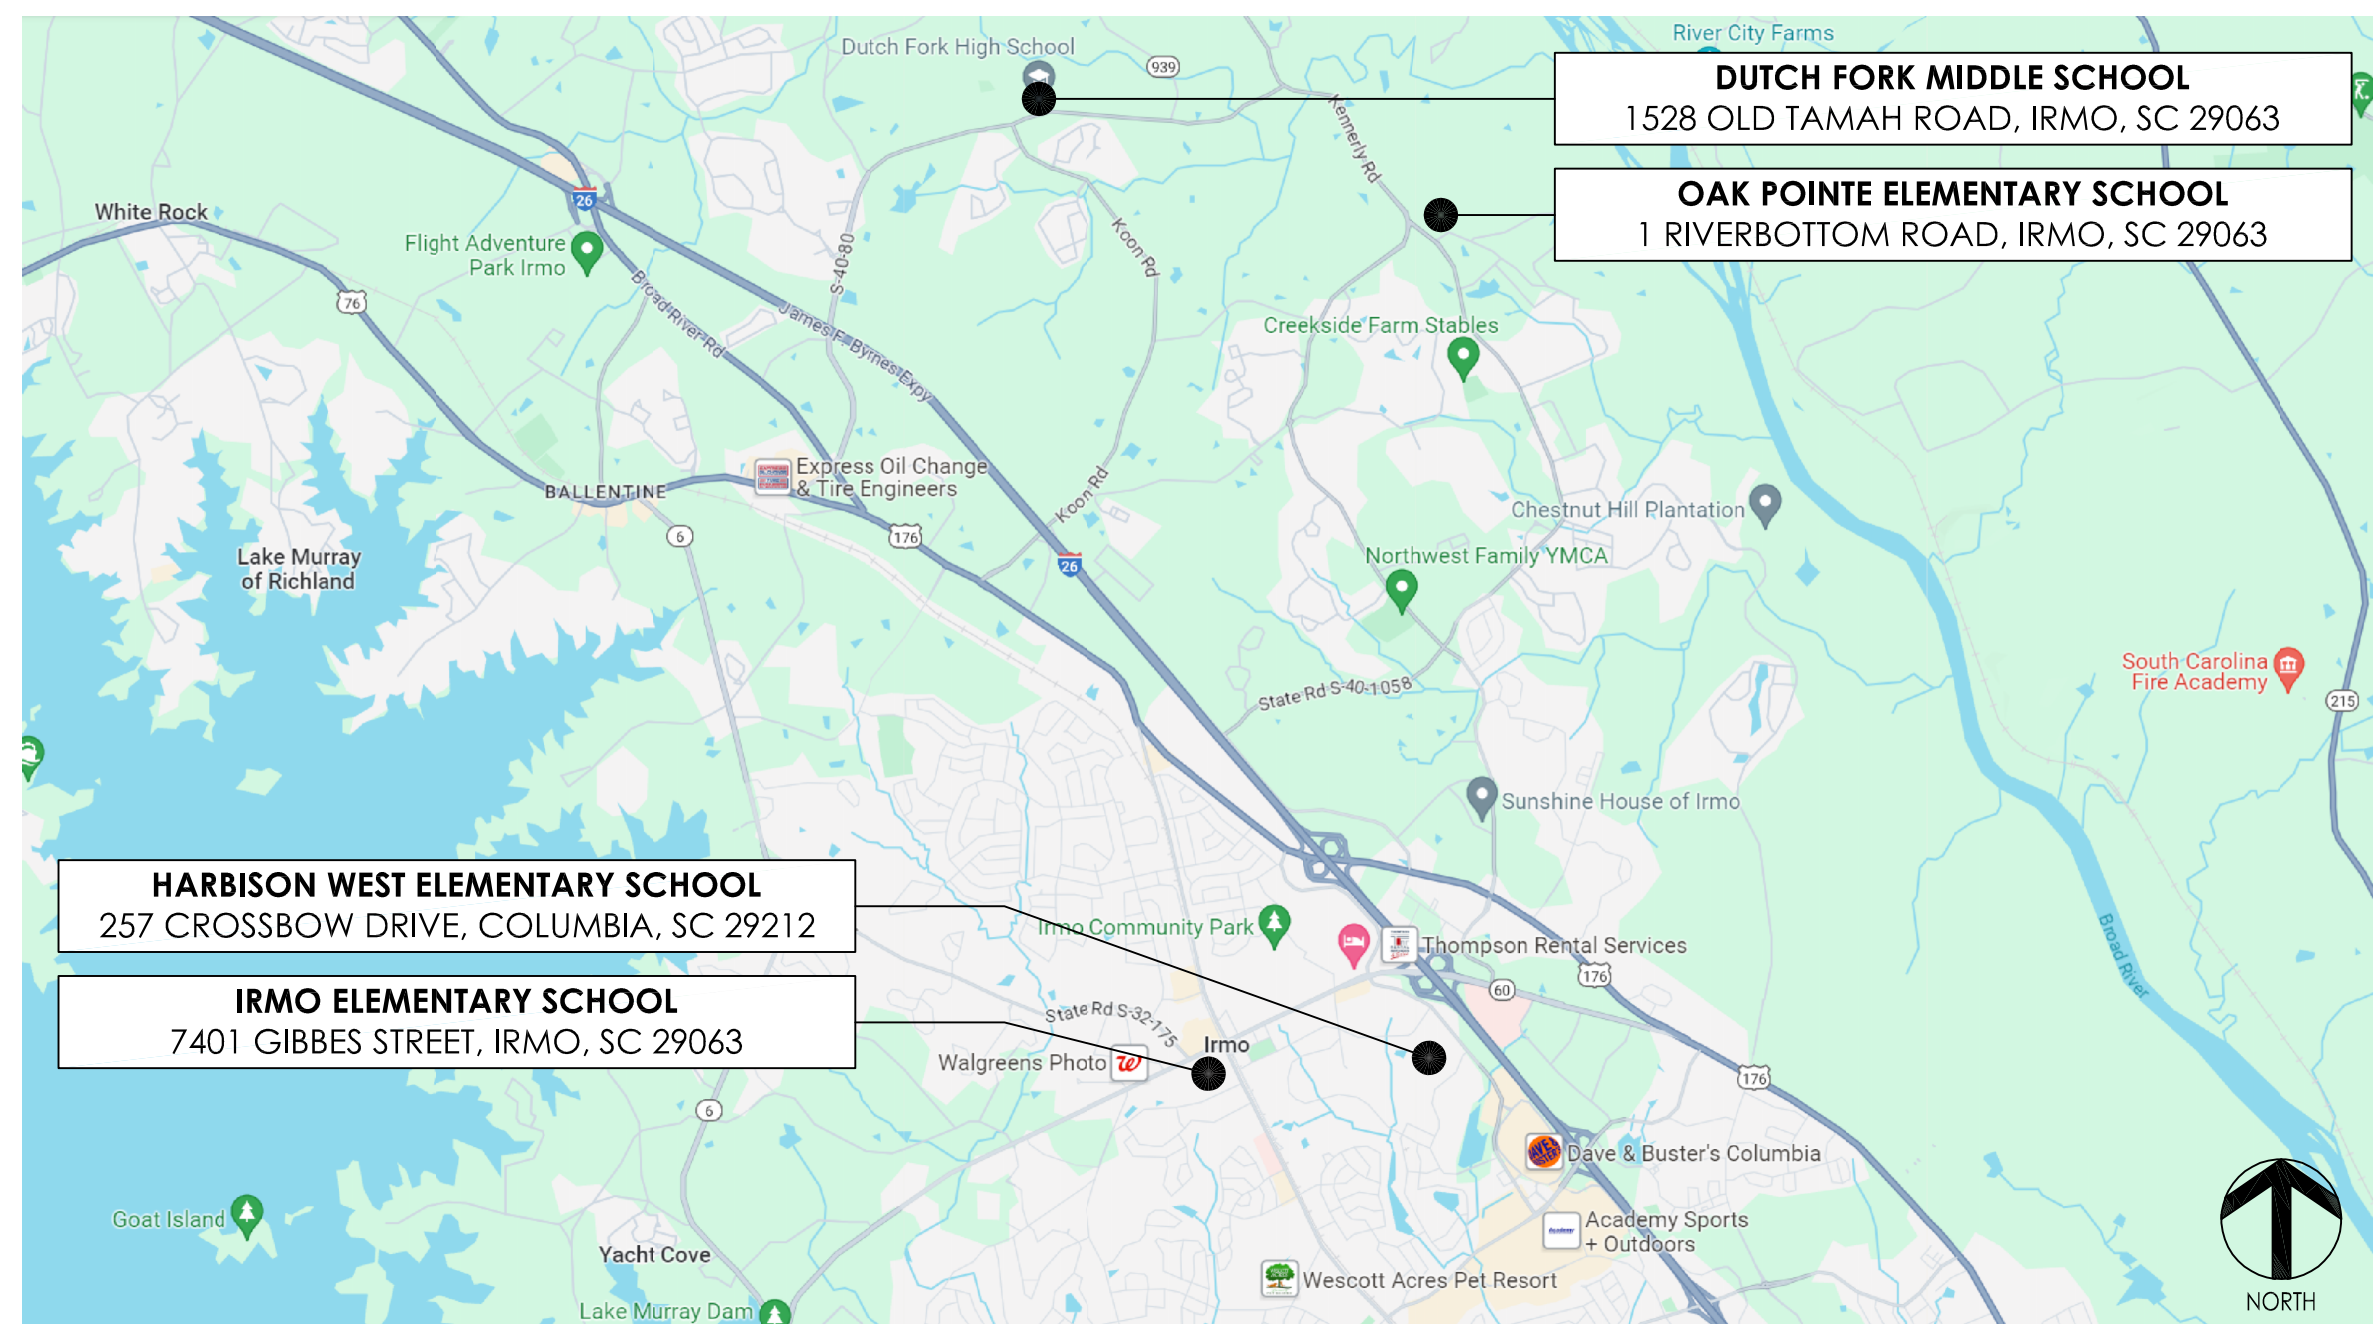 River City Farms
Dutch Fork High School
939
DUTCH FORK MIDDLE SCHOOL
1528 OLD TAMAH ROAD, IRMO, SC 29063
Kennerly Rd
OAK POINTE ELEMENTARY SCHOOL
1 RIVERBOTTOM ROAD, IRMO, SC 29063
26
White Rock
Flight Adventure
Park Irmo
S-40-80
Koon Rd
76
Broad River Rd
James F. Byrnes Expy
Creekside Farm Stables
Express Oil Change
& Tire Engineers
BALLENTINE
Koon Rd
Chestnut Hill Plantation
6
176
Lake Murray
of Richland
26
Northwest Family YMCA
South Carolina
Fire Academy
State Rd S-40-1058
215
Sunshine House of Irmo
HARBISON WEST ELEMENTARY SCHOOL
257 CROSSBOW DRIVE, COLUMBIA, SC 29212
Irmo Community Park
Thompson Rental Services
Broad River
176
60
IRMO ELEMENTARY SCHOOL
7401 GIBBES STREET, IRMO, SC 29063
State Rd S-32-175
Irmo
Walgreens Photo
176
6
Dave & Buster's Columbia
Goat Island
Academy Sports
+ Outdoors
Yacht Cove
Wescott Acres Pet Resort
Lake Murray Dam
NORTH